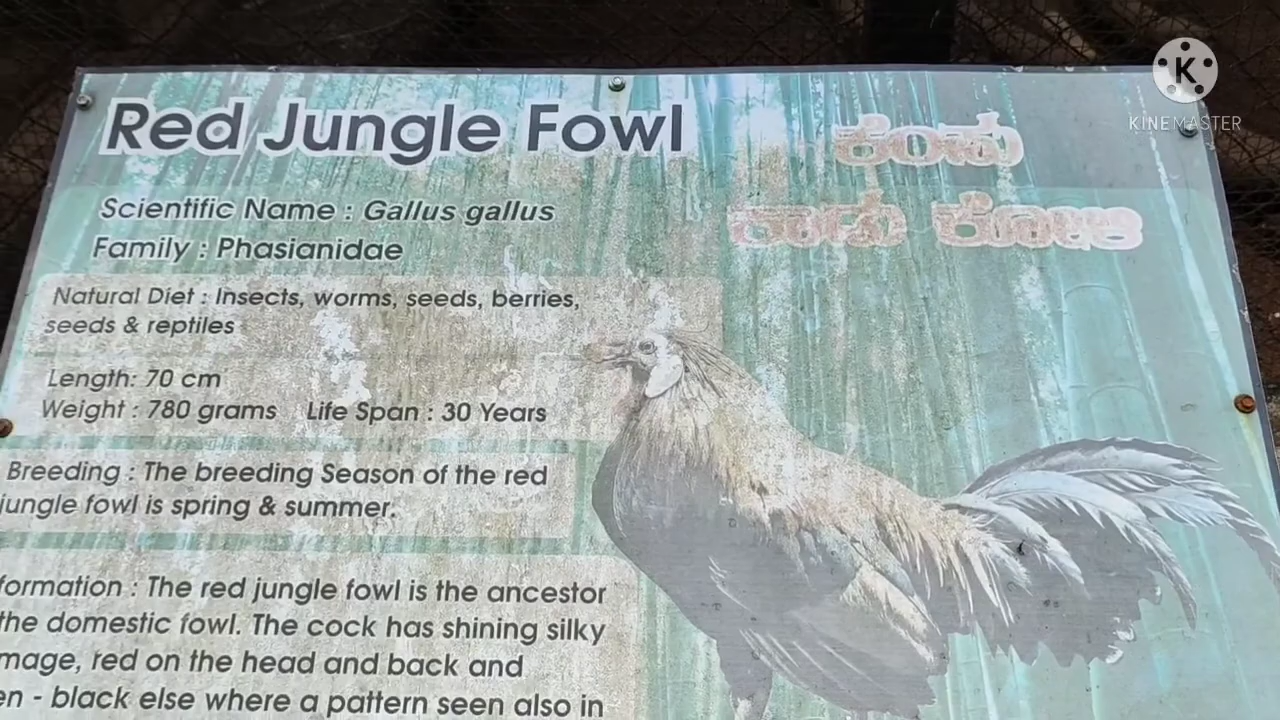 Red Jungle Fowl
ಕೆಂಪು
ಕಾಡು ಕೋಳಿ
Scientific Name : Gallus gallus
Family : Phasianidae
Natural Diet : Insects, worms, seeds, berries,
seeds & reptiles
Length: 70 cm
Weight : 780 grams Life Span : 30 Years
Breeding : The breeding Season of the red
jungle fowl is spring & summer.
formation : The red jungle fowl is the ancestor
the domestic fowl. The cock has shining silky
mage, red on the head and back and
en - black else where a pattern seen also in
K
KINEMASTER